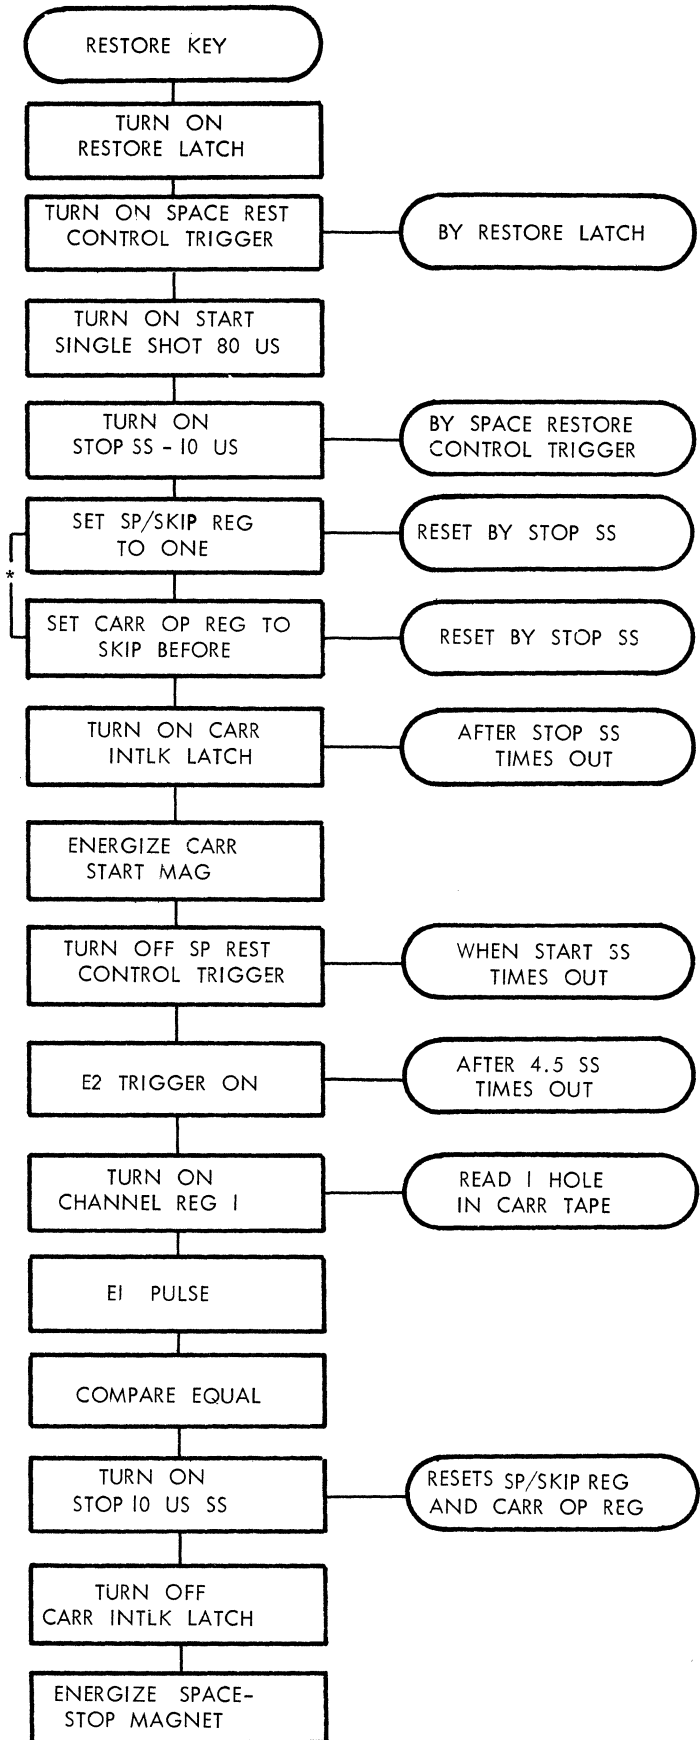 RESTORE KEY
TURN ON
RESTORE LATCH
TURN ON SPACE REST
CONTROL TRIGGER
BY RESTORE LATCH
TURN ON START
SINGLE SHOT 80 US
TURN ON
STOP SS - 10 US
BY SPACE RESTORE
CONTROL TRIGGER
SET SP/SKIP REG
TO ONE
RESET BY STOP SS
*
SET CARR OP REG TO
SKIP BEFORE
RESET BY STOP SS
TURN ON CARR
INTLK LATCH
AFTER STOP SS
TIMES OUT
ENERGIZE CARR
START MAG
TURN OFF SP REST
CONTROL TRIGGER
WHEN START SS
TIMES OUT
E2 TRIGGER ON
AFTER 4.5 SS
TIMES OUT
TURN ON
CHANNEL REG 1
READ 1 HOLE
IN CARR TAPE
E1 PULSE
COMPARE EQUAL
TURN ON
STOP 10 US SS
RESETS SP/SKIP REG
AND CARR OP REG
TURN OFF
CARR INTLK LATCH
ENERGIZE SPACE-
STOP MAGNET